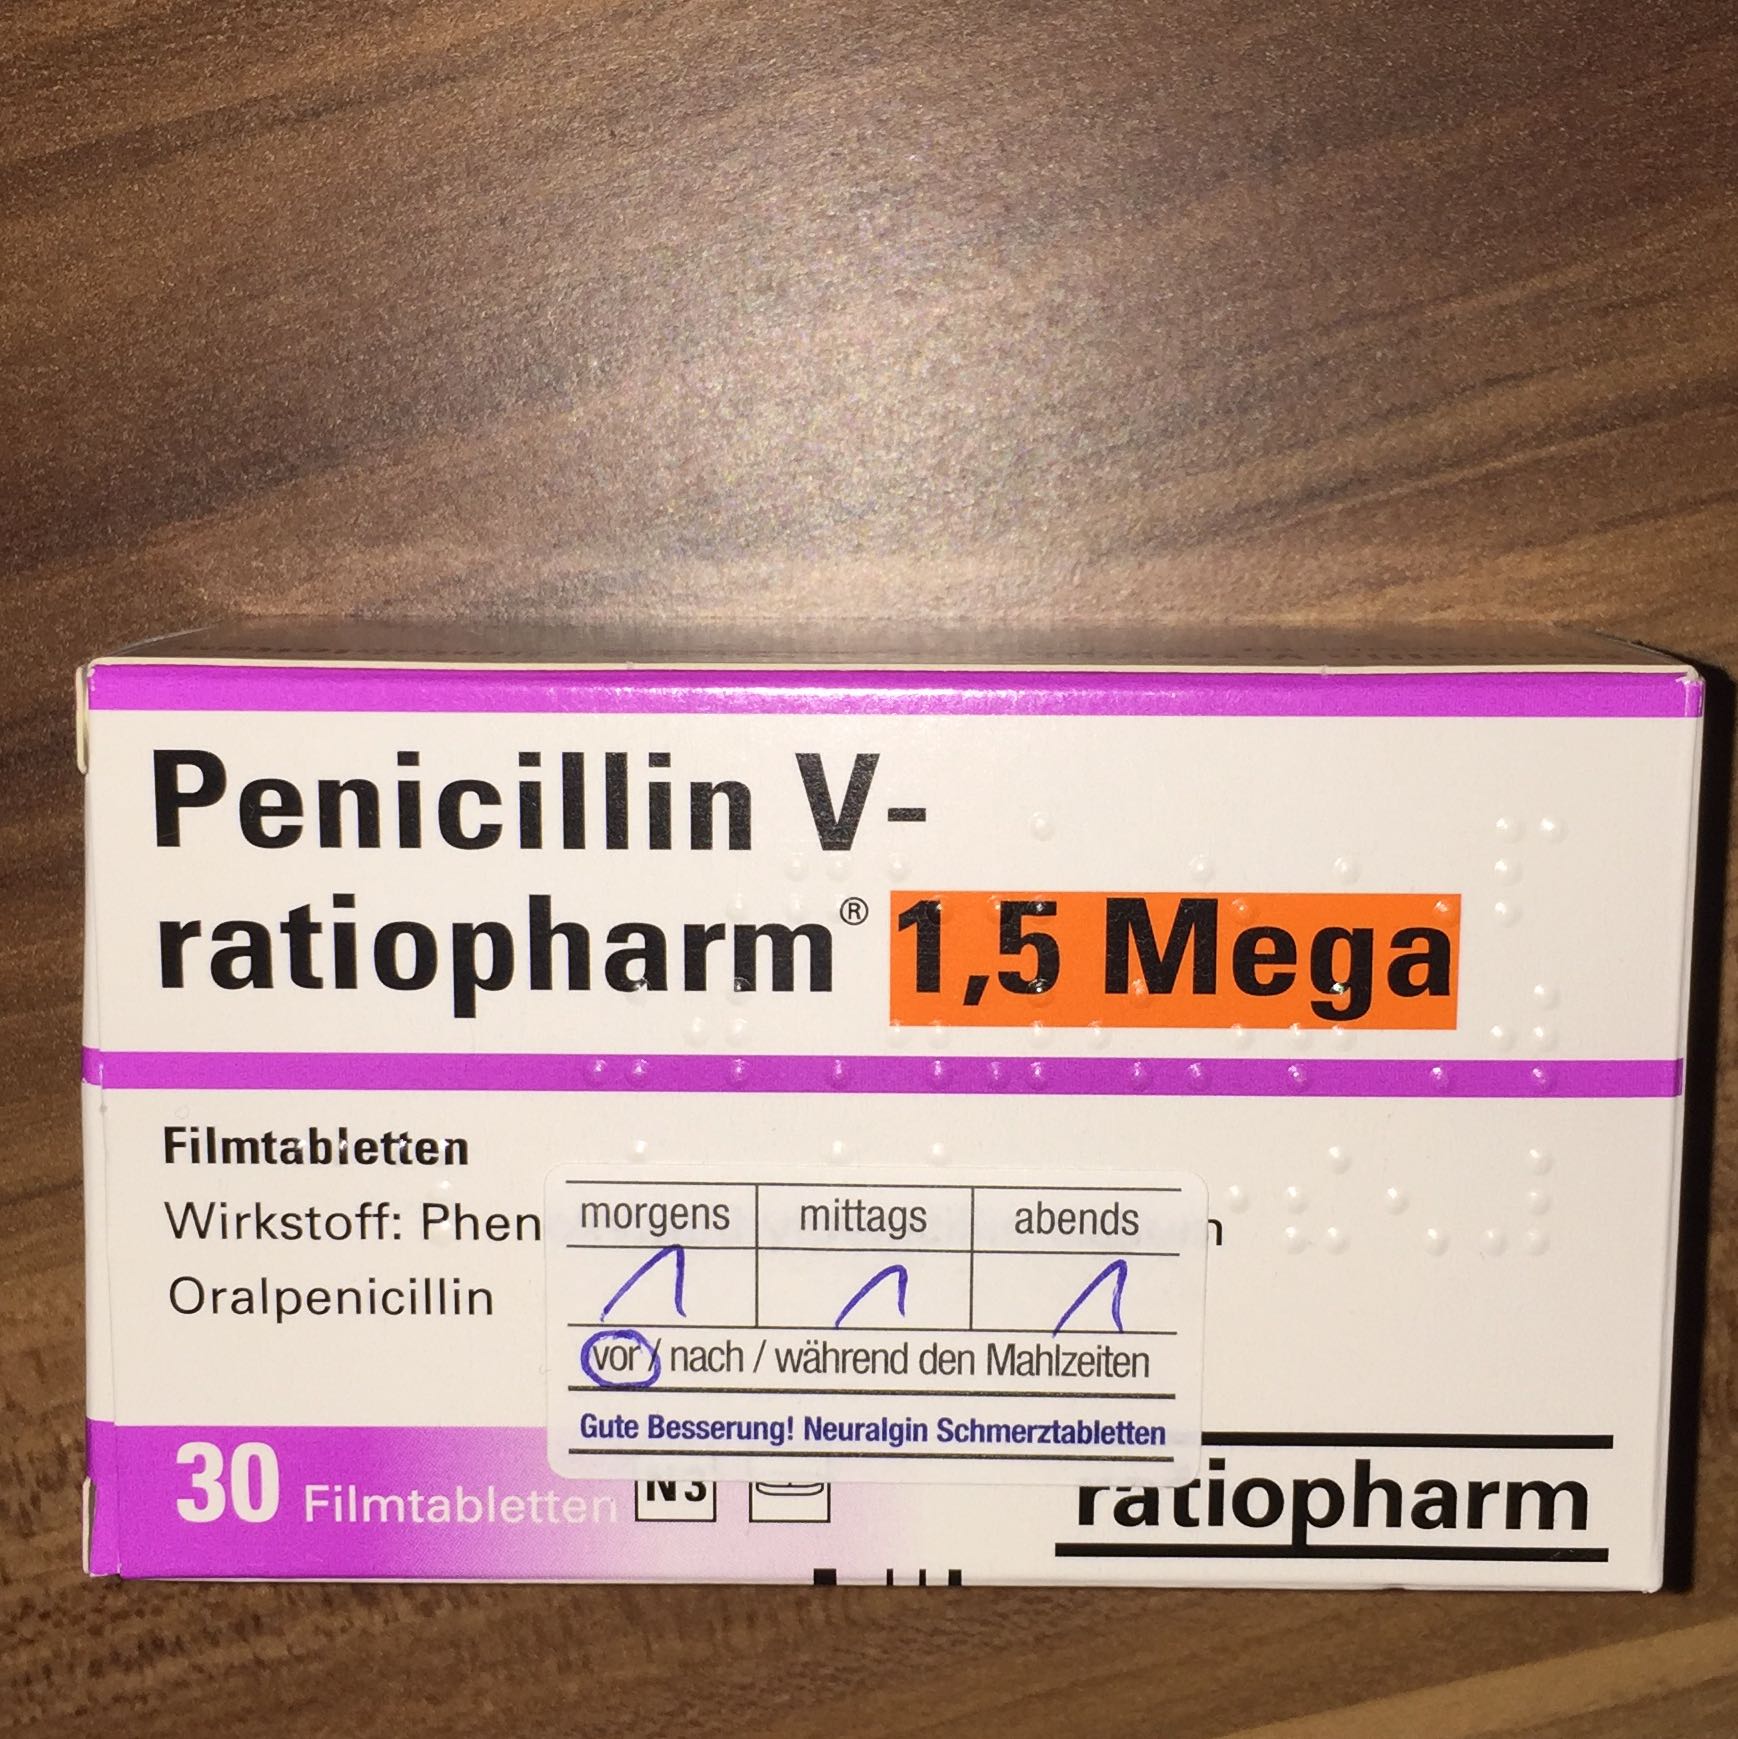 Penicillin V-
ratiopharm® 1,5 Mega
Filmtabletten
Wirkstoff: Phen
Oralpenicillin
morgens mittags abends
1 1 1
vor / nach / während den Mahlzeiten
Gute Besserung! Neuralgin Schmerztabletten
30 Filmtabletten N3
ratiopharm